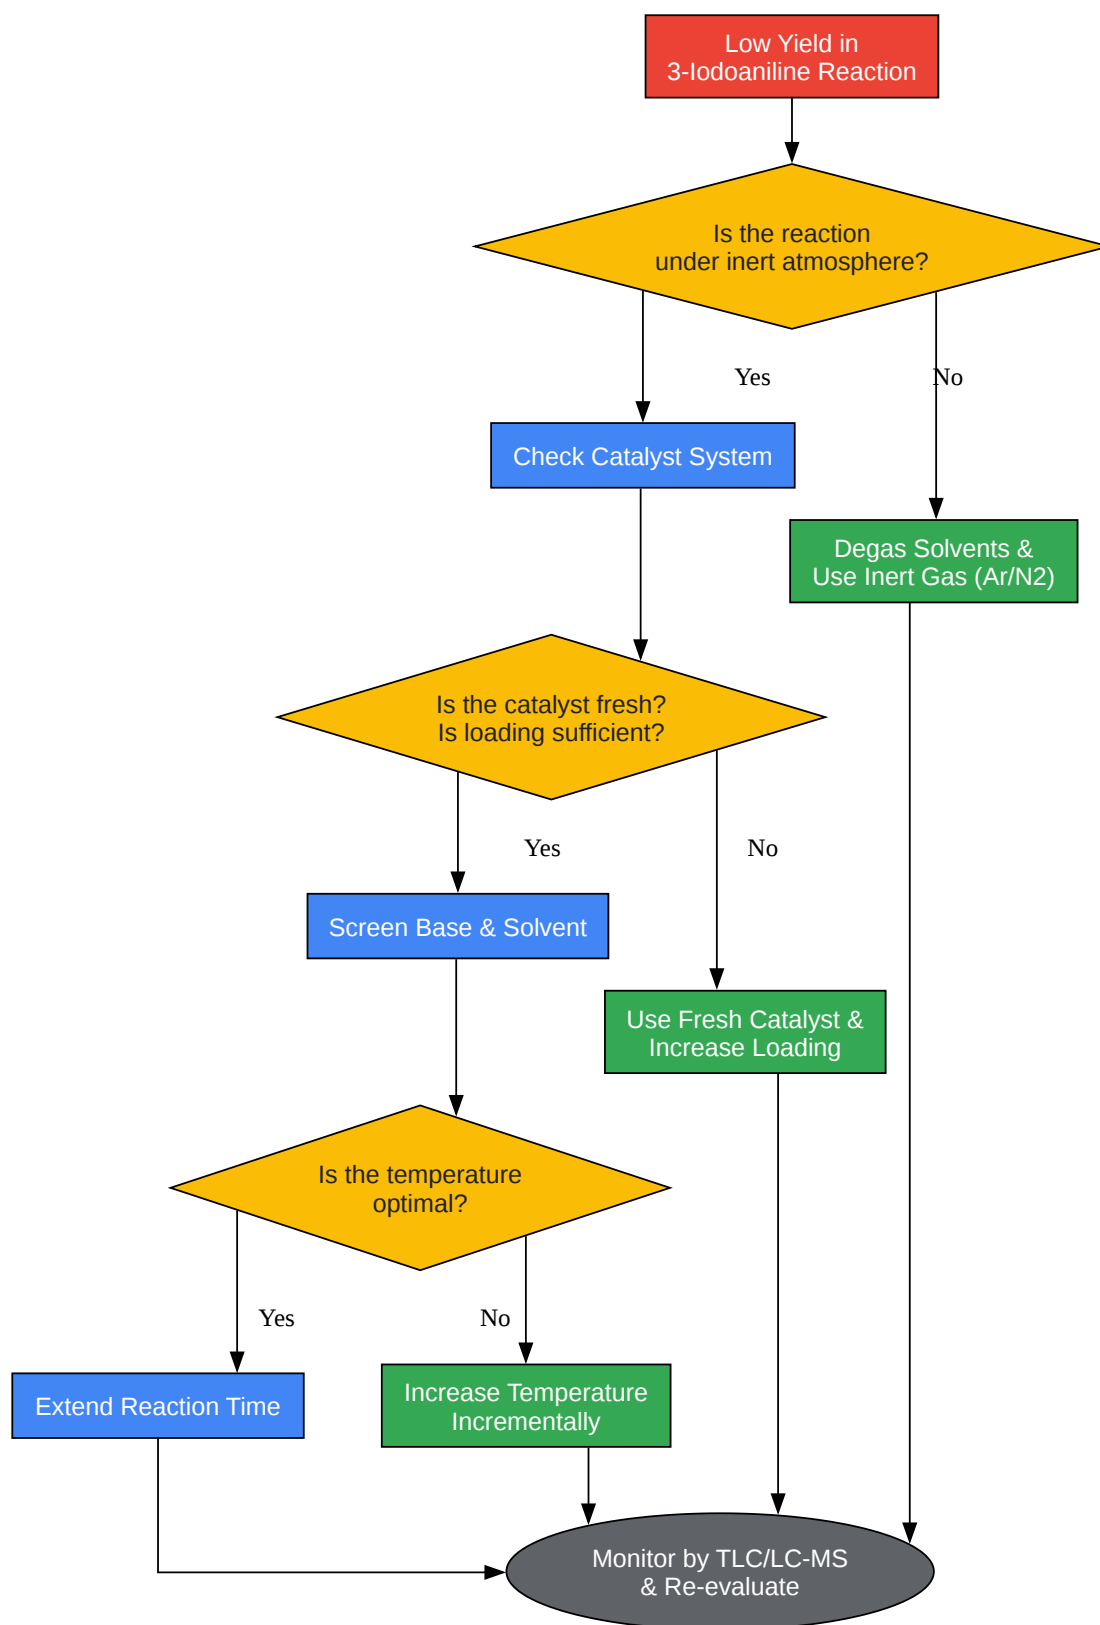 Low Yield in
3-Iodoaniline Reaction
Is the reaction
under inert atmosphere?
Yes
No
Check Catalyst System
Degas Solvents &
Use Inert Gas (Ar/N2)
Is the catalyst fresh?
Is loading sufficient?
Yes
No
Screen Base & Solvent
Use Fresh Catalyst &
Increase Loading
Is the temperature
optimal?
Yes
No
Extend Reaction Time
Increase Temperature
Incrementally
Monitor by TLC/LC-MS
& Re-evaluate